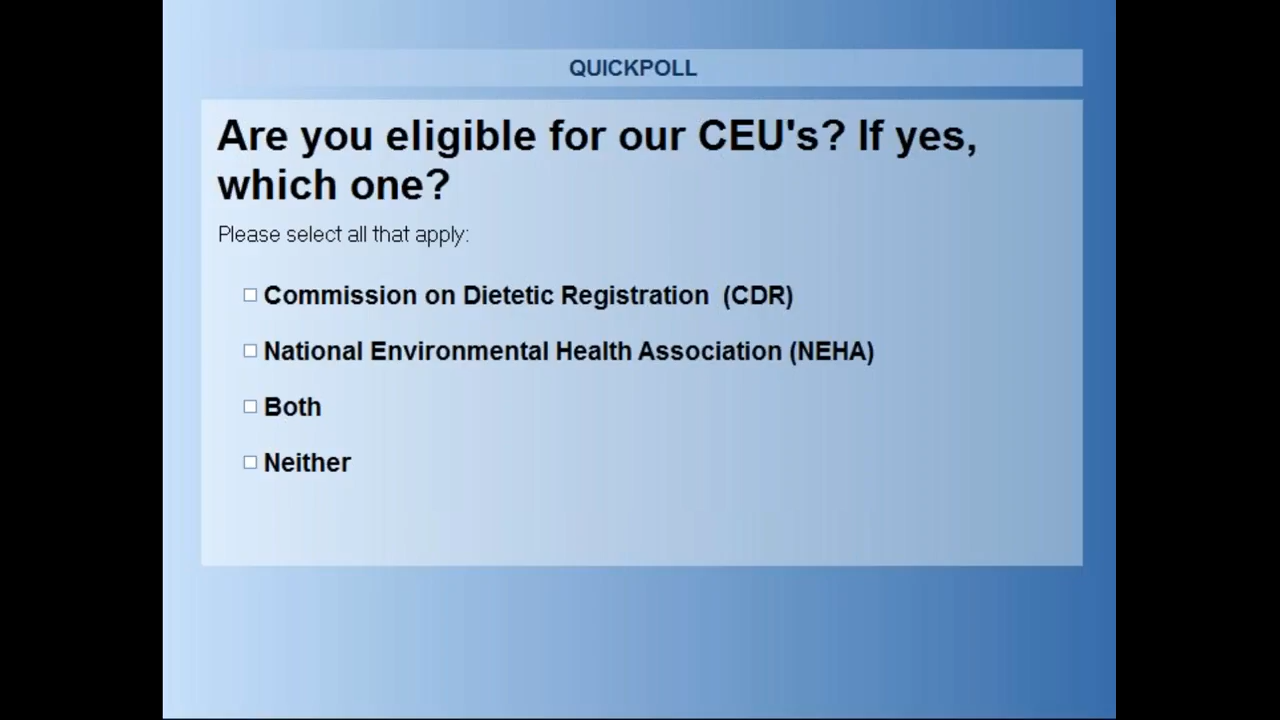 QUICKPOLL
Are you eligible for our CEU's? If yes,
which one?
Please select all that apply:
Commission on Dietetic Registration  (CDR)
National Environmental Health Association (NEHA)
Both
Neither